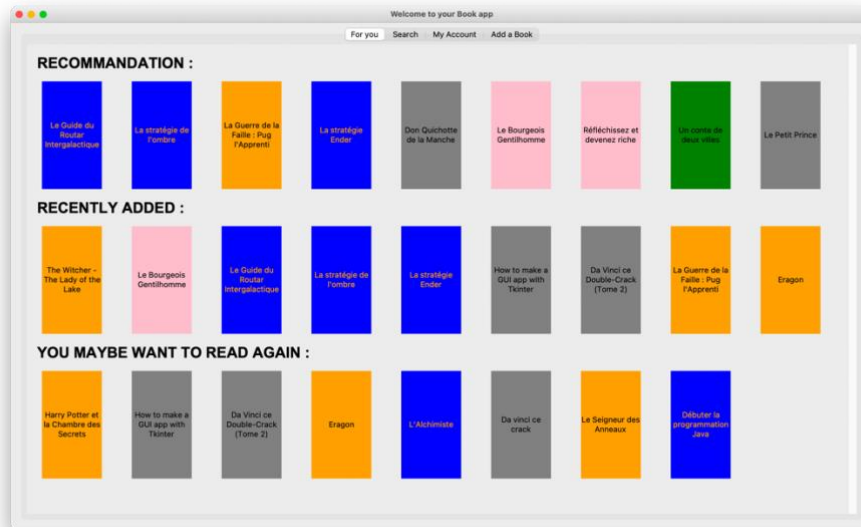 Welcome to your Book app
For you Search My Account Add a Book
RECOMMANDATION :
Le Guide du
Routar
Intergalactique
La stratégie de
l'ombre
La Guerre de la
Faille : Pug
l'Apprenti
La stratégie
Ender
Don Quichotte
de la Manche
Le Bourgeois
Gentilhomme
Réfléchissez et
devenez riche
Un conte de
deux villes
Le Petit Prince
RECENTLY ADDED :
The Witcher -
The Lady of the
Lake
Le Bourgeois
Gentilhomme
Le Guide du
Routar
Intergalactique
La stratégie de
l'ombre
La stratégie
Ender
How to make a
GUI app with
Tkinter
Da Vinci ce
Double-Crack
(Tome 2)
La Guerre de la
Faille : Pug
l'Apprenti
Eragon
YOU MAYBE WANT TO READ AGAIN :
Harry Potter et
la Chambre des
Secrets
How to make a
GUI app with
Tkinter
Da Vinci ce
Double-Crack
(Tome 2)
Eragon
L'Alchimiste
Da vinci ce
crack
Le Seigneur des
Anneaux
Débuter la
programmation
Java